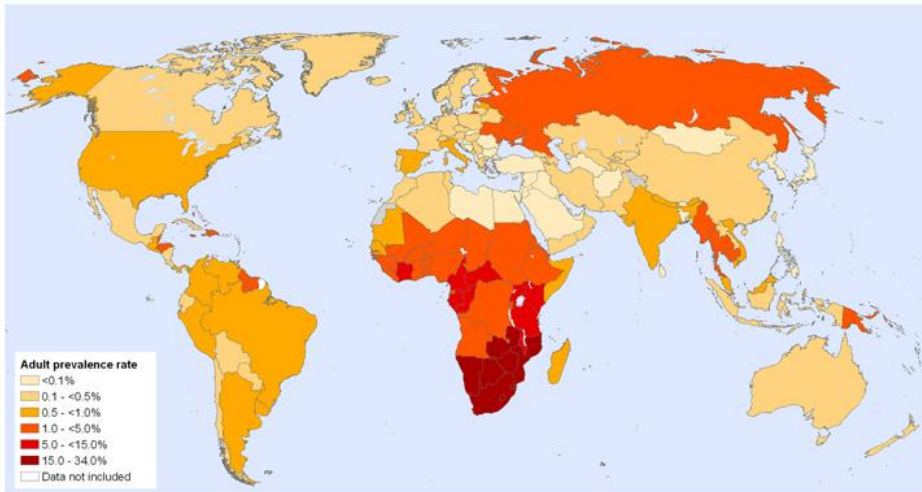 Adult prevalence rate
<0.1%
0.1 - <0.5%
0.5 - <1.0%
1.0 - <5.0%
5.0 - <15.0%
15.0 - 34.0%
Data not included